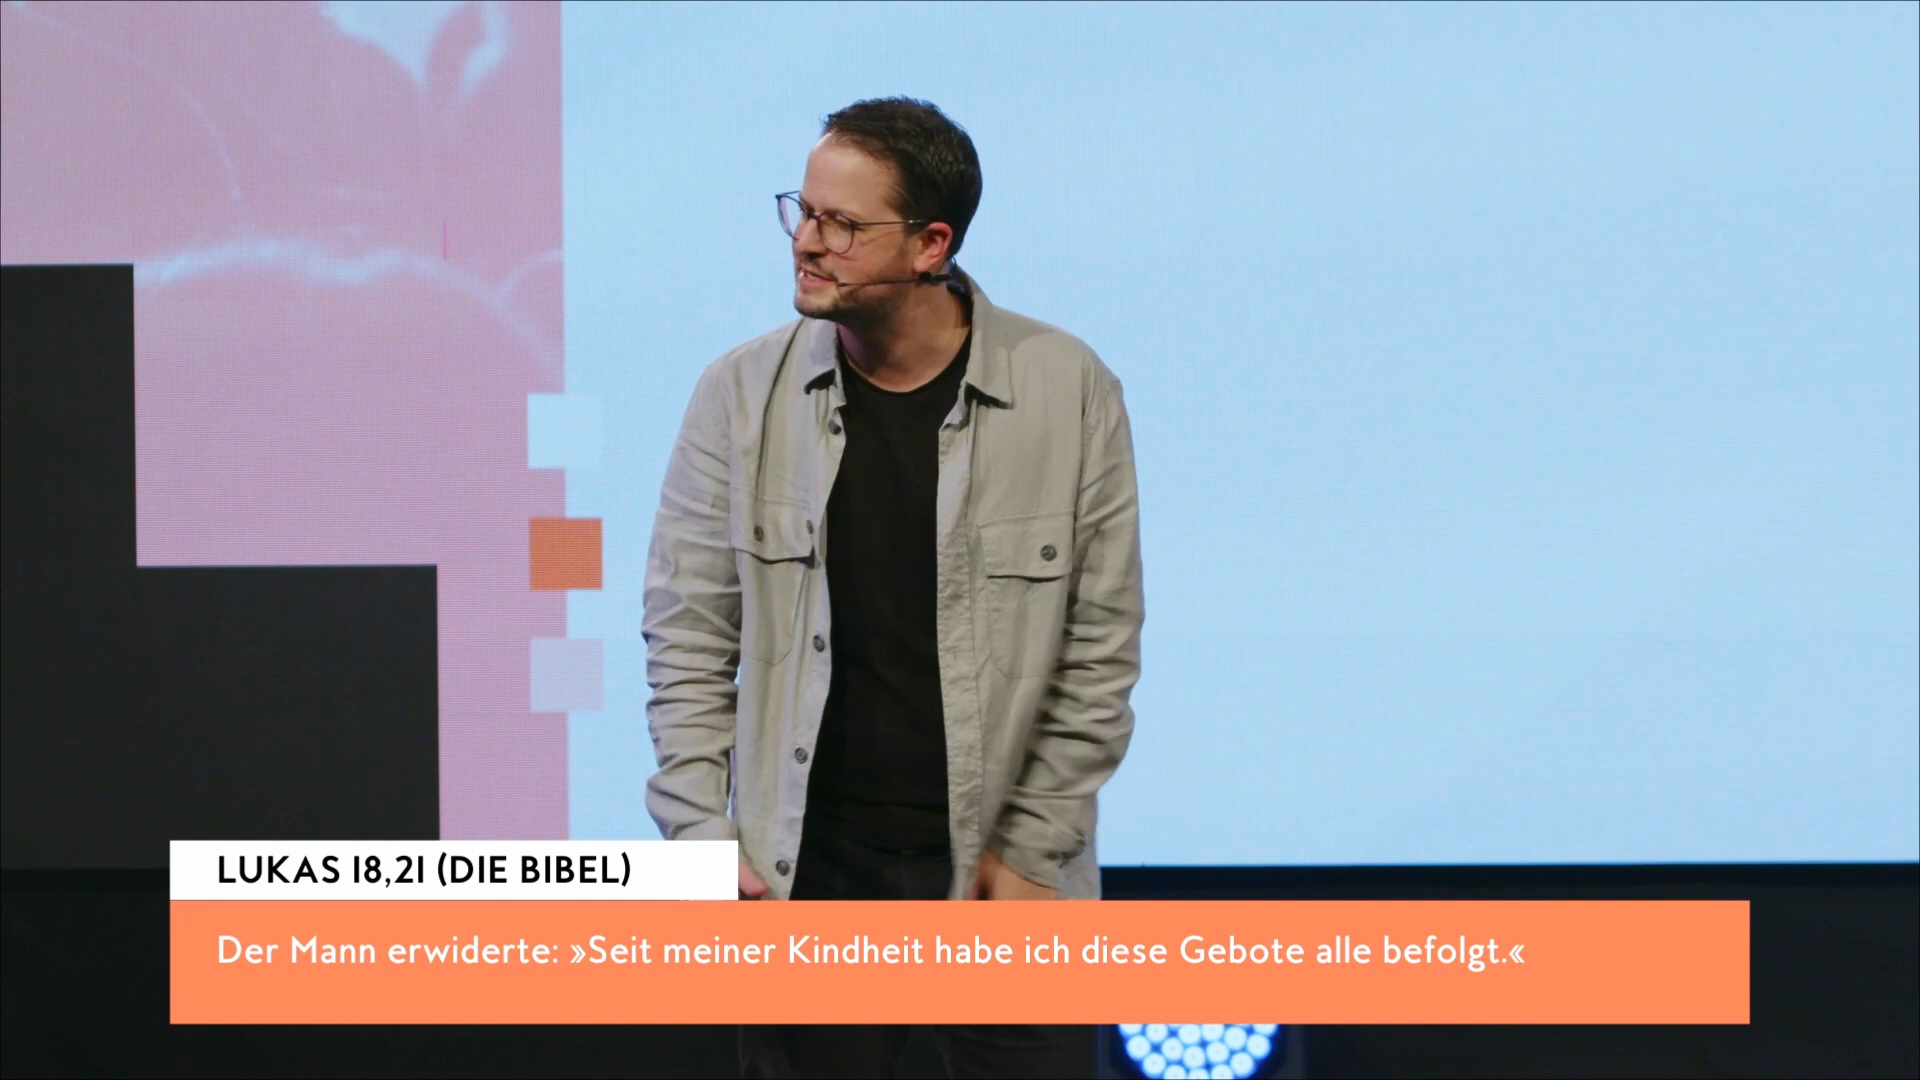 LUKAS 18,21 (DIE BIBEL)
Der Mann erwiderte: »Seit meiner Kindheit habe ich diese Gebote alle befolgt.«